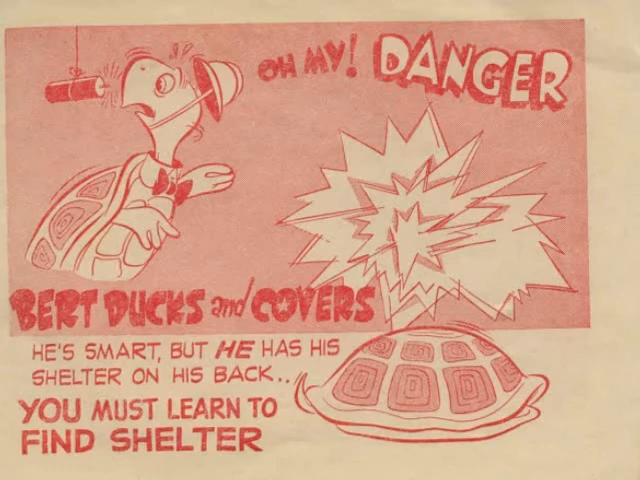 OH MY! DANGER
BERT DUCKS and COVERS
HE'S SMART, BUT HE HAS HIS
SHELTER ON HIS BACK..
YOU MUST LEARN TO
FIND SHELTER